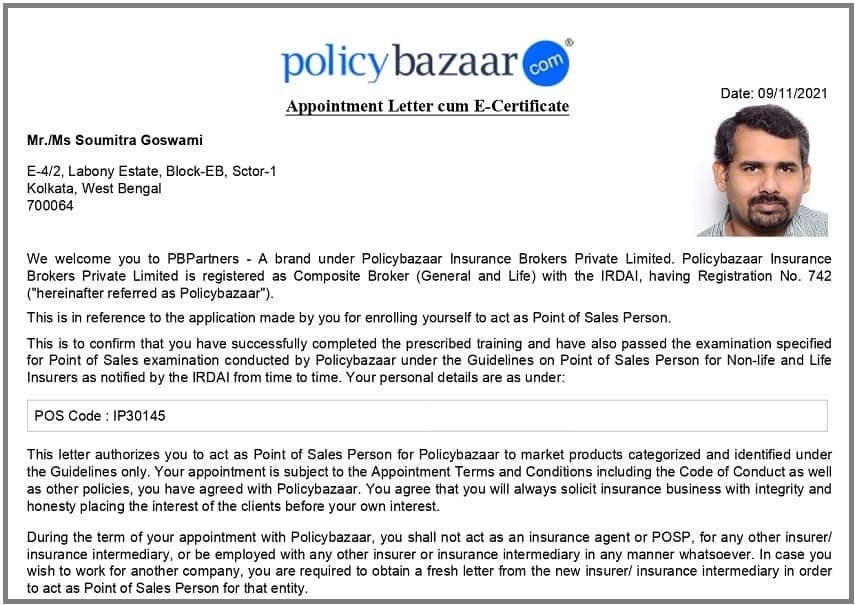 policybazaar com ®
Appointment Letter cum E-Certificate
Date: 09/11/2021
Mr./Ms Soumitra Goswami
E-4/2, Labony Estate, Block-EB, Sctor-1
Kolkata, West Bengal
700064
We welcome you to PBPartners - A brand under Policybazaar Insurance Brokers Private Limited. Policybazaar Insurance
Brokers Private Limited is registered as Composite Broker (General and Life) with the IRDAI, having Registration No. 742
("hereinafter referred as Policybazaar").
This is in reference to the application made by you for enrolling yourself to act as Point of Sales Person.
This is to confirm that you have successfully completed the prescribed training and have also passed the examination specified
for Point of Sales examination conducted by Policybazaar under the Guidelines on Point of Sales Person for Non-life and Life
Insurers as notified by the IRDAI from time to time. Your personal details are as under:
POS Code : IP30145
This letter authorizes you to act as Point of Sales Person for Policybazaar to market products categorized and identified under
the Guidelines only. Your appointment is subject to the Appointment Terms and Conditions including the Code of Conduct as well
as other policies, you have agreed with Policybazaar. You agree that you will always solicit insurance business with integrity and
honesty placing the interest of the clients before your own interest.
During the term of your appointment with Policybazaar, you shall not act as an insurance agent or POSP, for any other insurer/
insurance intermediary, or be employed with any other insurer or insurance intermediary in any manner whatsoever. In case you
wish to work for another company, you are required to obtain a fresh letter from the new insurer/ insurance intermediary in order
to act as Point of Sales Person for that entity.